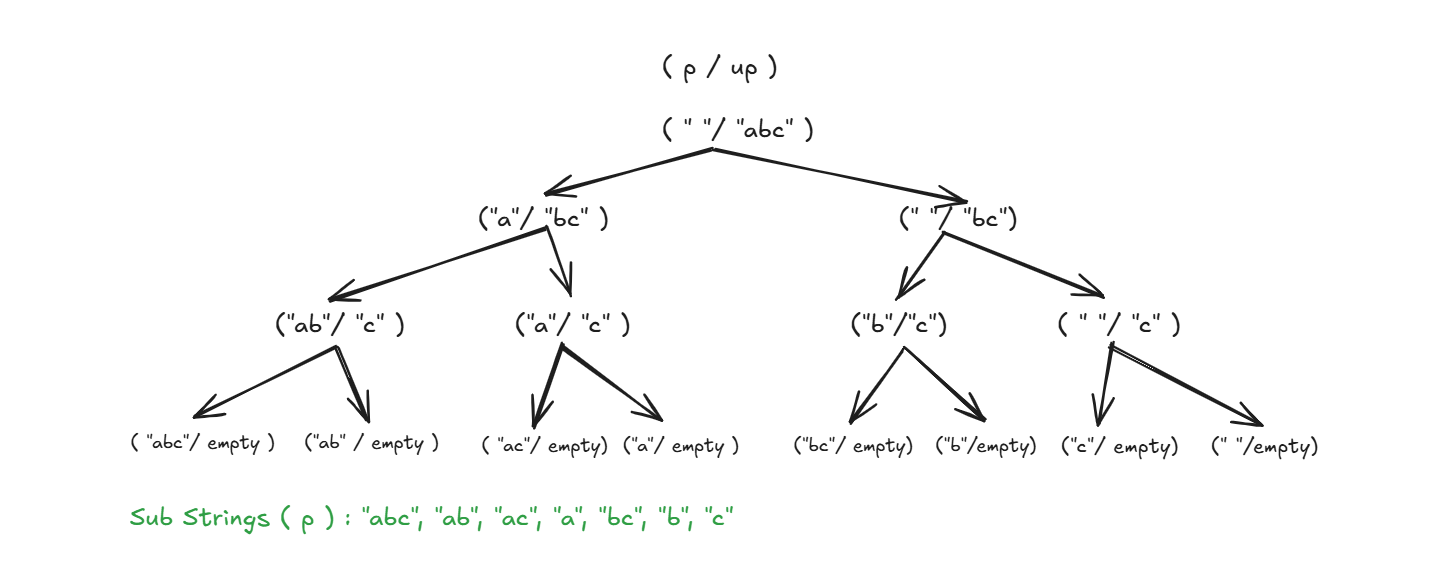 ( p / up )
( " "/ "abc" )
("a"/ "bc" ) (" "/ "bc")
("ab"/ "c" ) ("a"/ "c" ) ("b"/"c") ( " "/ "c" )
( "abc"/ empty ) ("ab" / empty ) ( "ac"/ empty) ("a"/ empty ) ("bc"/ empty) ("b"/empty) ("c"/ empty) (" "/empty)
Sub Strings ( p ) : "abc", "ab", "ac", "a", "bc", "b", "c"